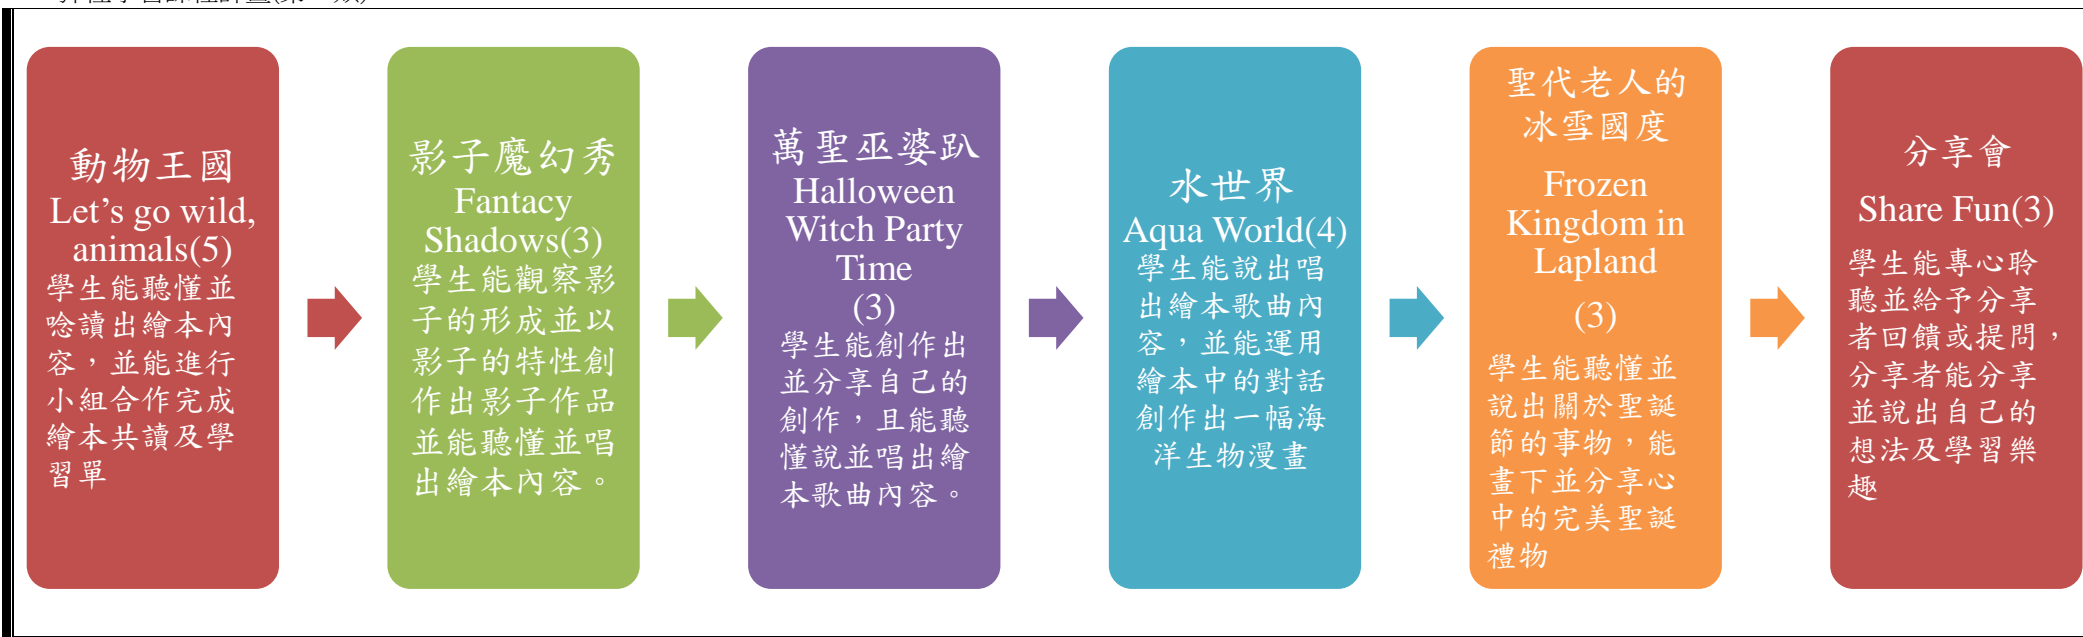 動物王國
Let’s go wild,
animals(5)
學生能聽懂並
唸讀出繪本內
容，並能進行
小組合作完成
繪本共讀及學
習單
影子魔幻秀
Fantacy
Shadows(3)
學生能觀察影
子的形成並以
影子的特性創
作出影子作品
並能聽懂並唱
出繪本內容。
萬聖巫婆趴
Halloween
Witch Party
Time
(3)
學生能創作出
並分享自己的
創作，且能聽
懂說並唱出繪
本歌曲內容。
水世界
Aqua World(4)
學生能說出唱
出繪本歌曲內
容，並能運用
繪本中的對話
創作出一幅海
洋生物漫畫
聖代老人的
冰雪國度
Frozen
Kingdom in
Lapland
(3)
學生能聽懂並
說出關於聖誕
節的事物，能
畫下並分享心
中的完美聖誕
禮物
分享會
Share Fun(3)
學生能專心聆
聽並給予分享
者回饋或提問，
分享者能分享
並說出自己的
想法及學習樂
趣